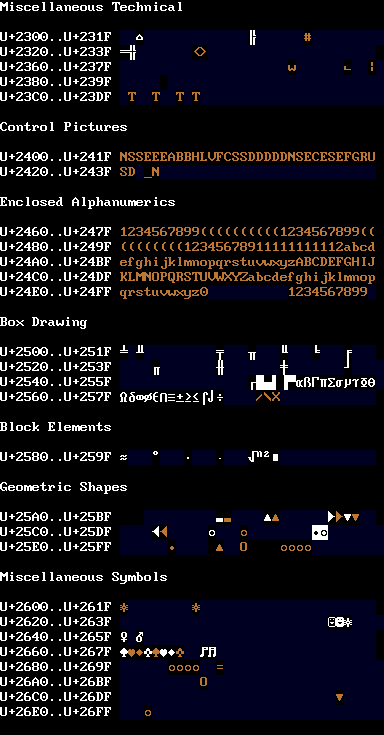 Miscellaneous Technical
U+2300..U+231F ⌂ ╟ #
U+2320..U+233F ═╣ ◇
U+2360..U+237F ω
U+2380..U+239F
U+23C0..U+23DF T T T T
Control Pictures
U+2400..U+241F NSSEEEABBHLVFCSSDDDDDNSECESEFGRU
U+2420..U+243F SD _N
Enclosed Alphanumerics
U+2460..U+247F 1234567899((((((((((1234567899((
U+2480..U+249F ((((((((12345678911111111112abcd
U+24A0..U+24BF efghijklmnopqrstuvwxyzABCDEFGHIJ
U+24C0..U+24DF KLMNOPQRSTUVWXYZabcdefghijklmnop
U+24E0..U+24FF qrstuvwxyz0 1234567899
Box Drawing
U+2500..U+251F ╧ ╨ ╤ ╥ ╙ ╘ ⌠
U+2520..U+253F ╓ ╫ ╪
U+2540..U+255F αßΓπΣσµτΦΘ
U+2560..U+257F Ωδ∞φε∩≡±≥≤⌠⌡÷ ╱╲╳
Block Elements
U+2580..U+259F ≈ ° · · √ⁿ²■
Geometric Shapes
U+25A0..U+25BF
U+25C0..U+25DF
U+25E0..U+25FF
Miscellaneous Symbols
U+2600..U+261F
U+2620..U+263F ☺☻☼
U+2640..U+265F ♀ ♂
U+2660..U+267F ♠♥♦♣♠♥♦♣ ♫♫
U+2680..U+269F ○○○○ =
U+26A0..U+26BF
U+26C0..U+26DF ▼
U+26E0..U+26FF ○